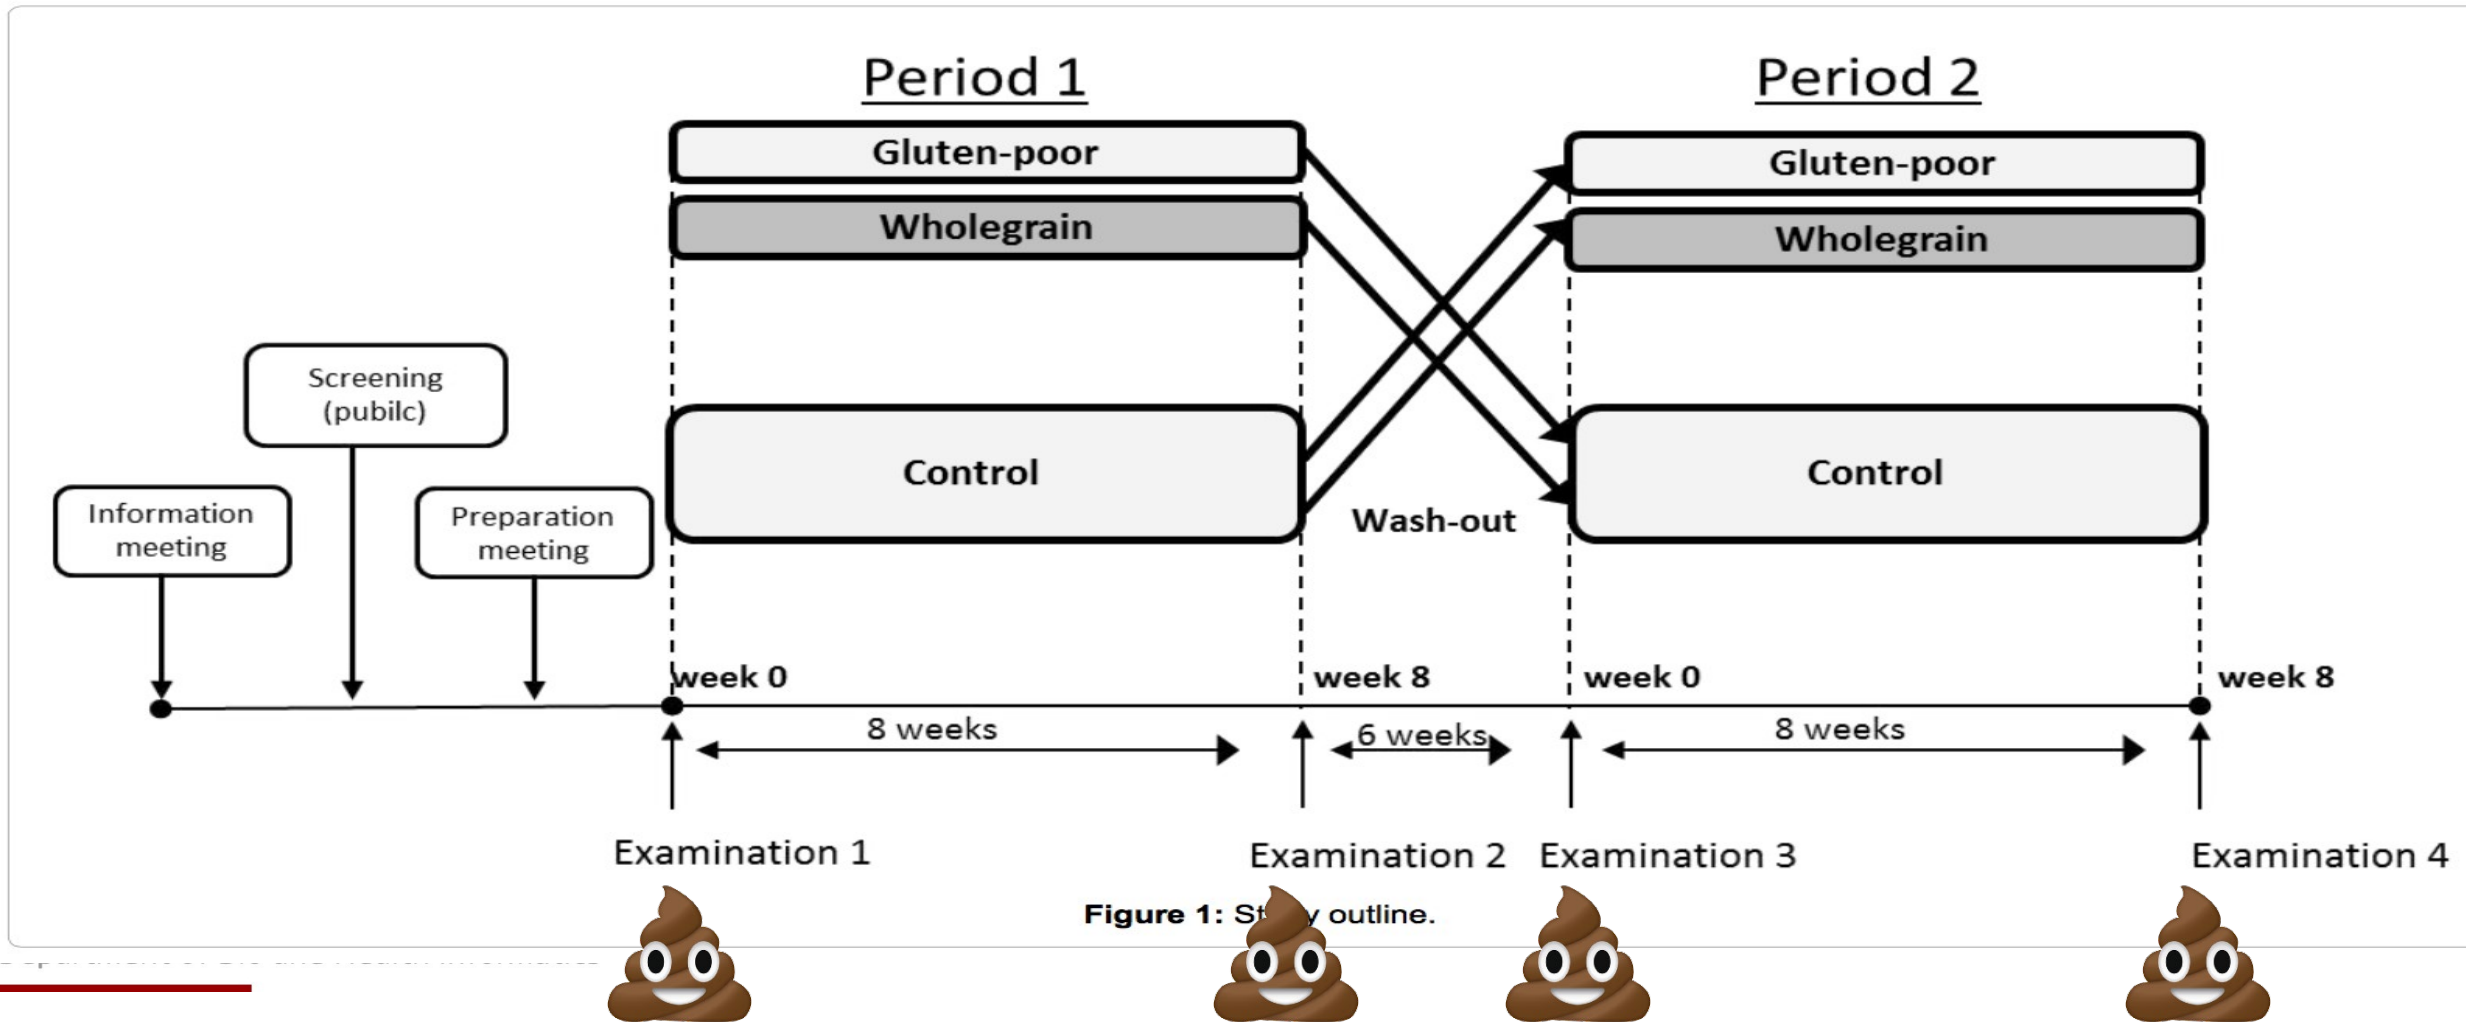 Period 1
Period 2
Gluten-poor
Gluten-poor
Wholegrain
Wholegrain
Screening
(pubilc)
Control
Control
Information
meeting
Preparation
meeting
Wash-out
week 0
week 8
week 0
week 8
8 weeks
6 weeks
8 weeks
Examination 1
Examination 2
Examination 3
Examination 4
Figure 1: outline.